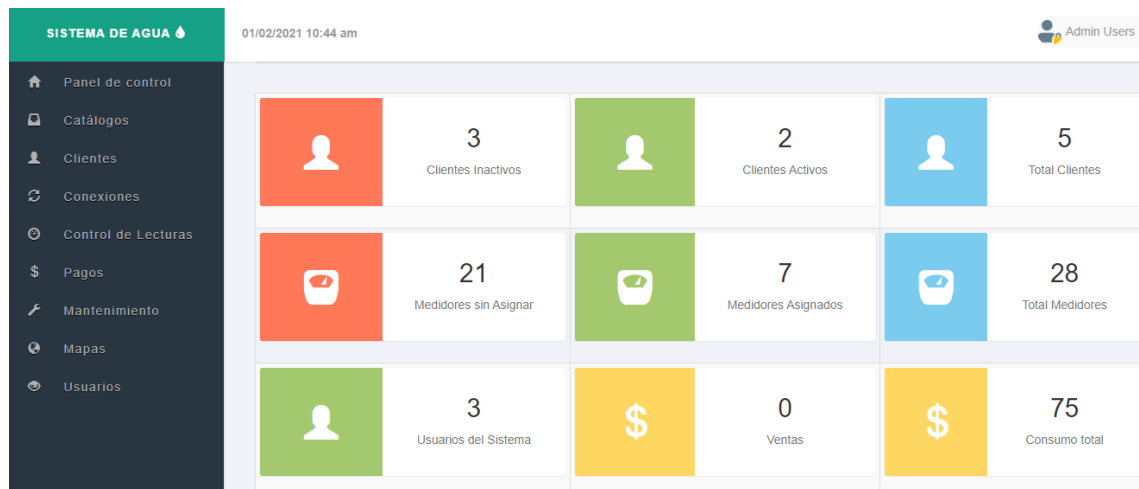 SISTEMA DE AGUA
01/02/2021 10:44 am
Admin Users
Panel de control
Catálogos
Clientes
Conexiones
Control de Lecturas
$ Pagos
Mantenimiento
Mapas
Usuarios
3
Clientes Inactivos
2
Clientes Activos
5
Total Clientes
21
Medidores sin Asignar
7
Medidores Asignados
28
Total Medidores
3
Usuarios del Sistema
$
0
Ventas
$
75
Consumo total